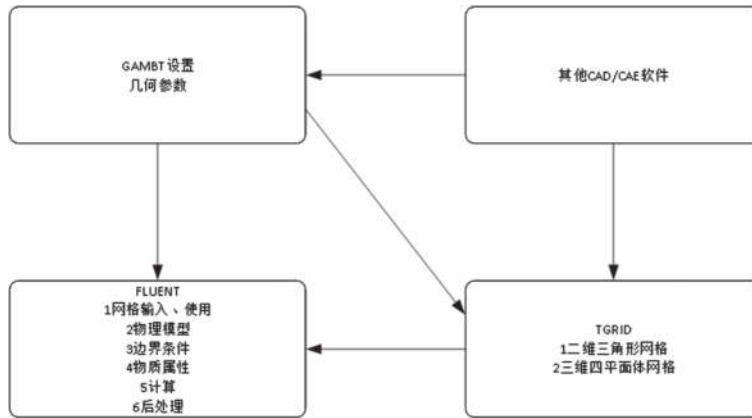 GAMBT设置
几何参数
其他CAD/CAE软件
FLUENT
1网格输入、使用
2物理模型
3边界条件
4物质属性
5计算
6后处理
TGRID
1二维三角形网格
2三维四平面体网格